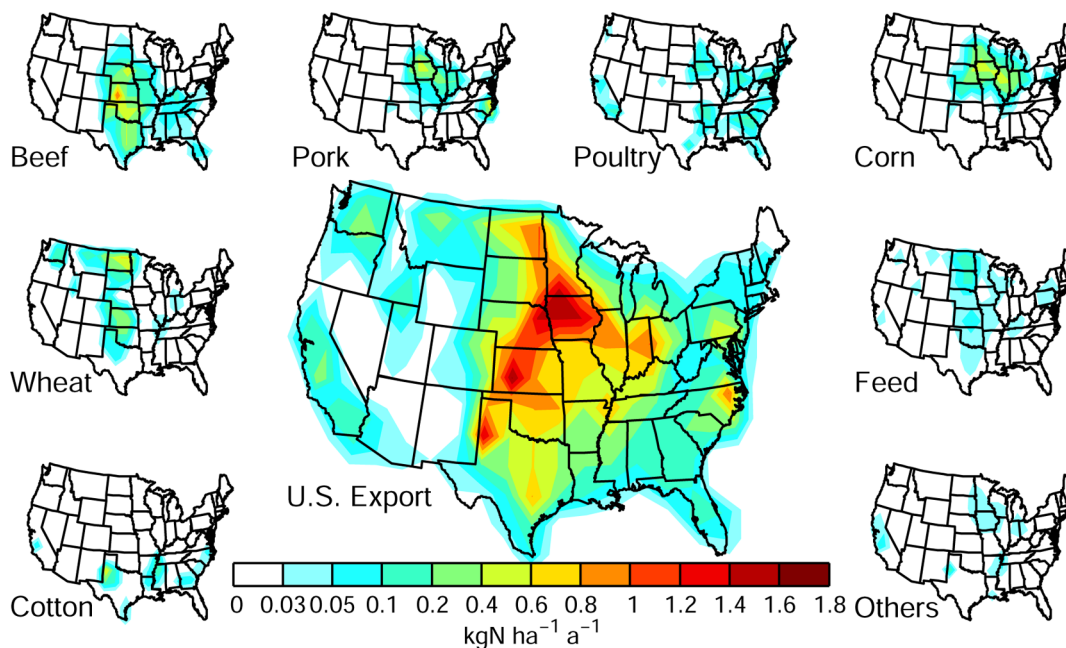 Beef
Pork
Poultry
Corn
Wheat
U.S. Export
Feed
Cotton
Others
0 0.03 0.05 0.1 0.2 0.4 0.6 0.8 1 1.2 1.4 1.6 1.8
kgN ha⁻¹ a⁻¹